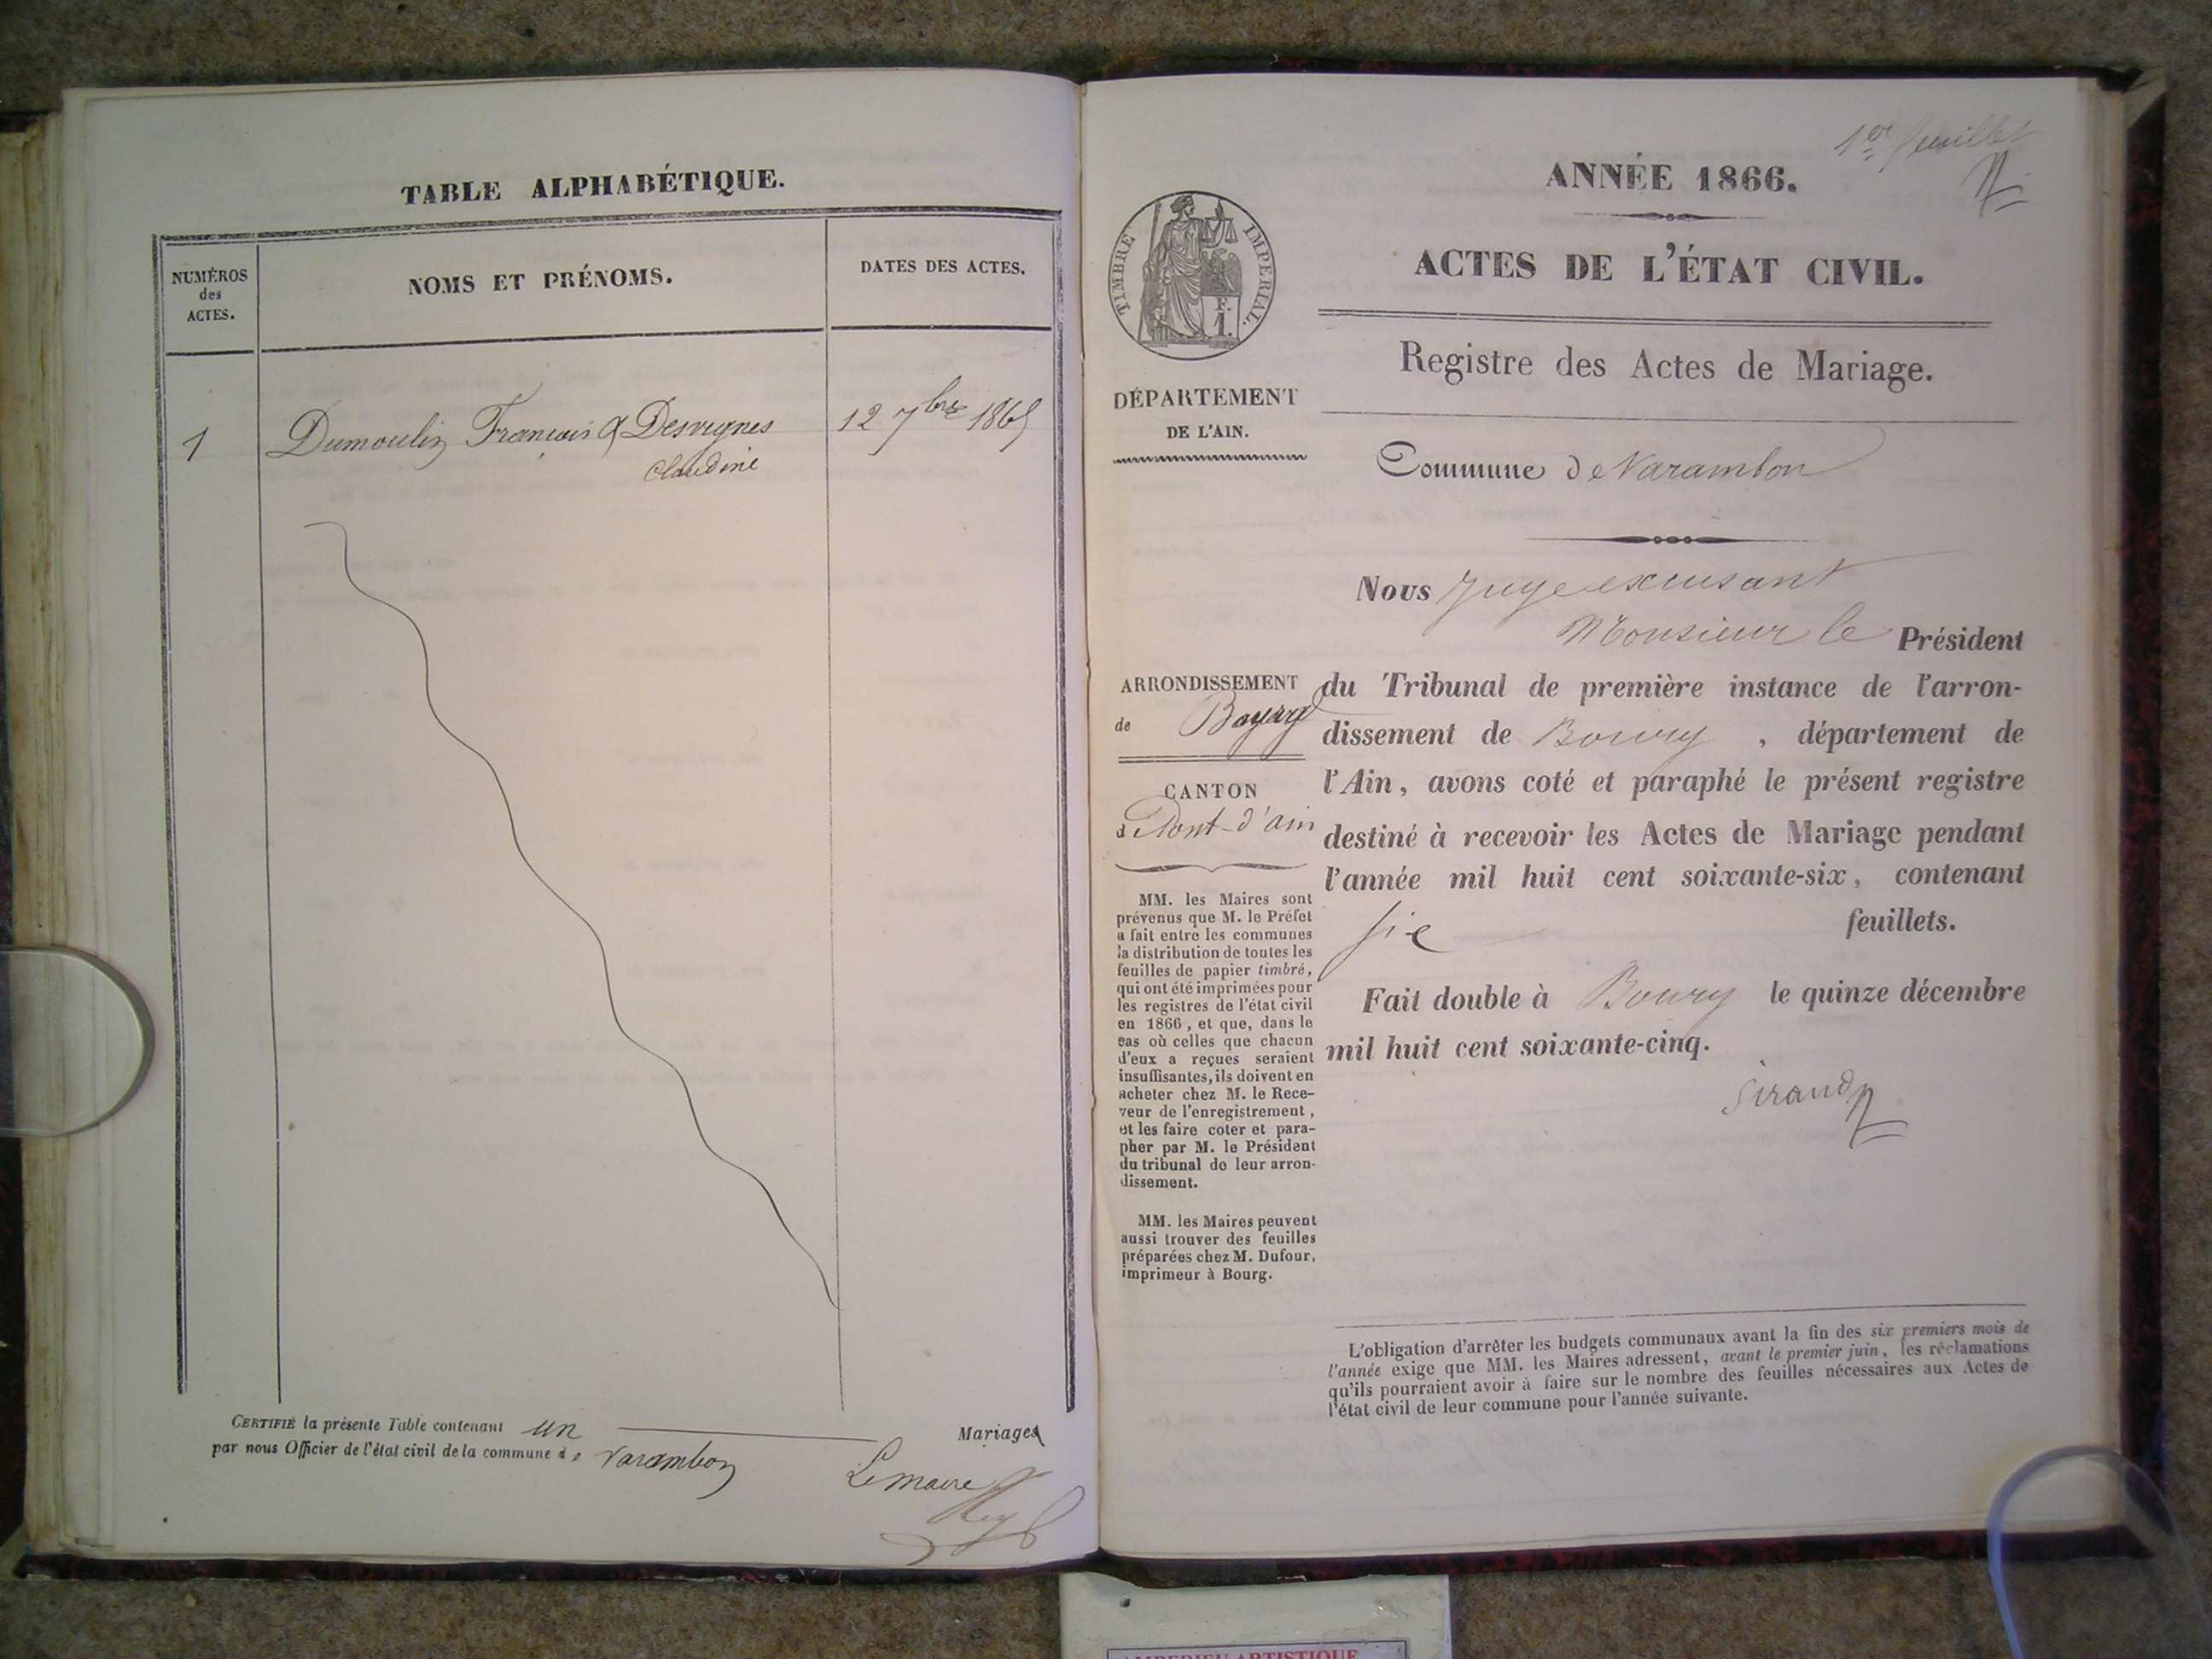 TABLE ALPHABÉTIQUE.
NUMÉROS
des
ACTES.
NOMS ET PRÉNOMS.
DATES DES ACTES.
1
Dumoulin François & Desvignes
Claudine
12 7bre 1865
CERTIFIÉ la présente Table contenant un Mariages
par nous Officier de l'état civil de la commune de Varambon
Le maire
1er feuillet
ANNÉE 1866.
ACTES DE L'ÉTAT CIVIL.
Registre des Actes de Mariage.
TIMBRE IMPERIAL.
F.
1.
DÉPARTEMENT
DE L'AIN.
Commune de Varambon
ARRONDISSEMENT
de
CANTON
de Pont-d'ain
MM. les Maires sont
prévenus que M. le Préfet
a fait entre les communes
la distribution de toutes les
feuilles de papier timbré,
qui ont été imprimées pour
les registres de l'état civil
en 1866, et que, dans le
cas où celles que chacun
d'eux a reçues seraient
insuffisantes, ils doivent en
acheter chez M. le Rece-
veur de l'enregistrement,
et les faire coter et para-
pher par M. le Président
du tribunal de leur arron-
dissement.
MM. les Maires peuvent
aussi trouver des feuilles
préparées chez M. Dufour,
imprimeur à Bourg.
Nous Juge excusant
Monsieur le Président
du Tribunal de première instance de l'arron-
dissement de Bourg, département de
l'Ain, avons coté et paraphé le présent registre
destiné à recevoir les Actes de Mariage pendant
l'année mil huit cent soixante-six, contenant
six feuillets.
Fait double à Bourg le quinze décembre
mil huit cent soixante-cinq.
Sirand
L'obligation d'arrêter les budgets communaux avant la fin des six premiers mois de
l'année exige que MM. les Maires adressent, avant le premier juin, les réclamations
qu'ils pourraient avoir à faire sur le nombre des feuilles nécessaires aux Actes de
l'état civil de leur commune pour l'année suivante.
AMBERIEU ARTISTIQUE